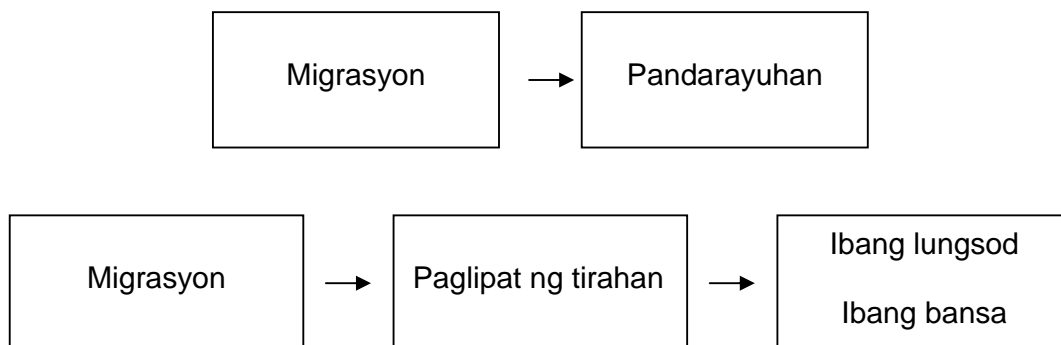 Migrasyon
Pandarayuhan
Migrasyon
Paglipat ng tirahan
Ibang lungsod
Ibang bansa